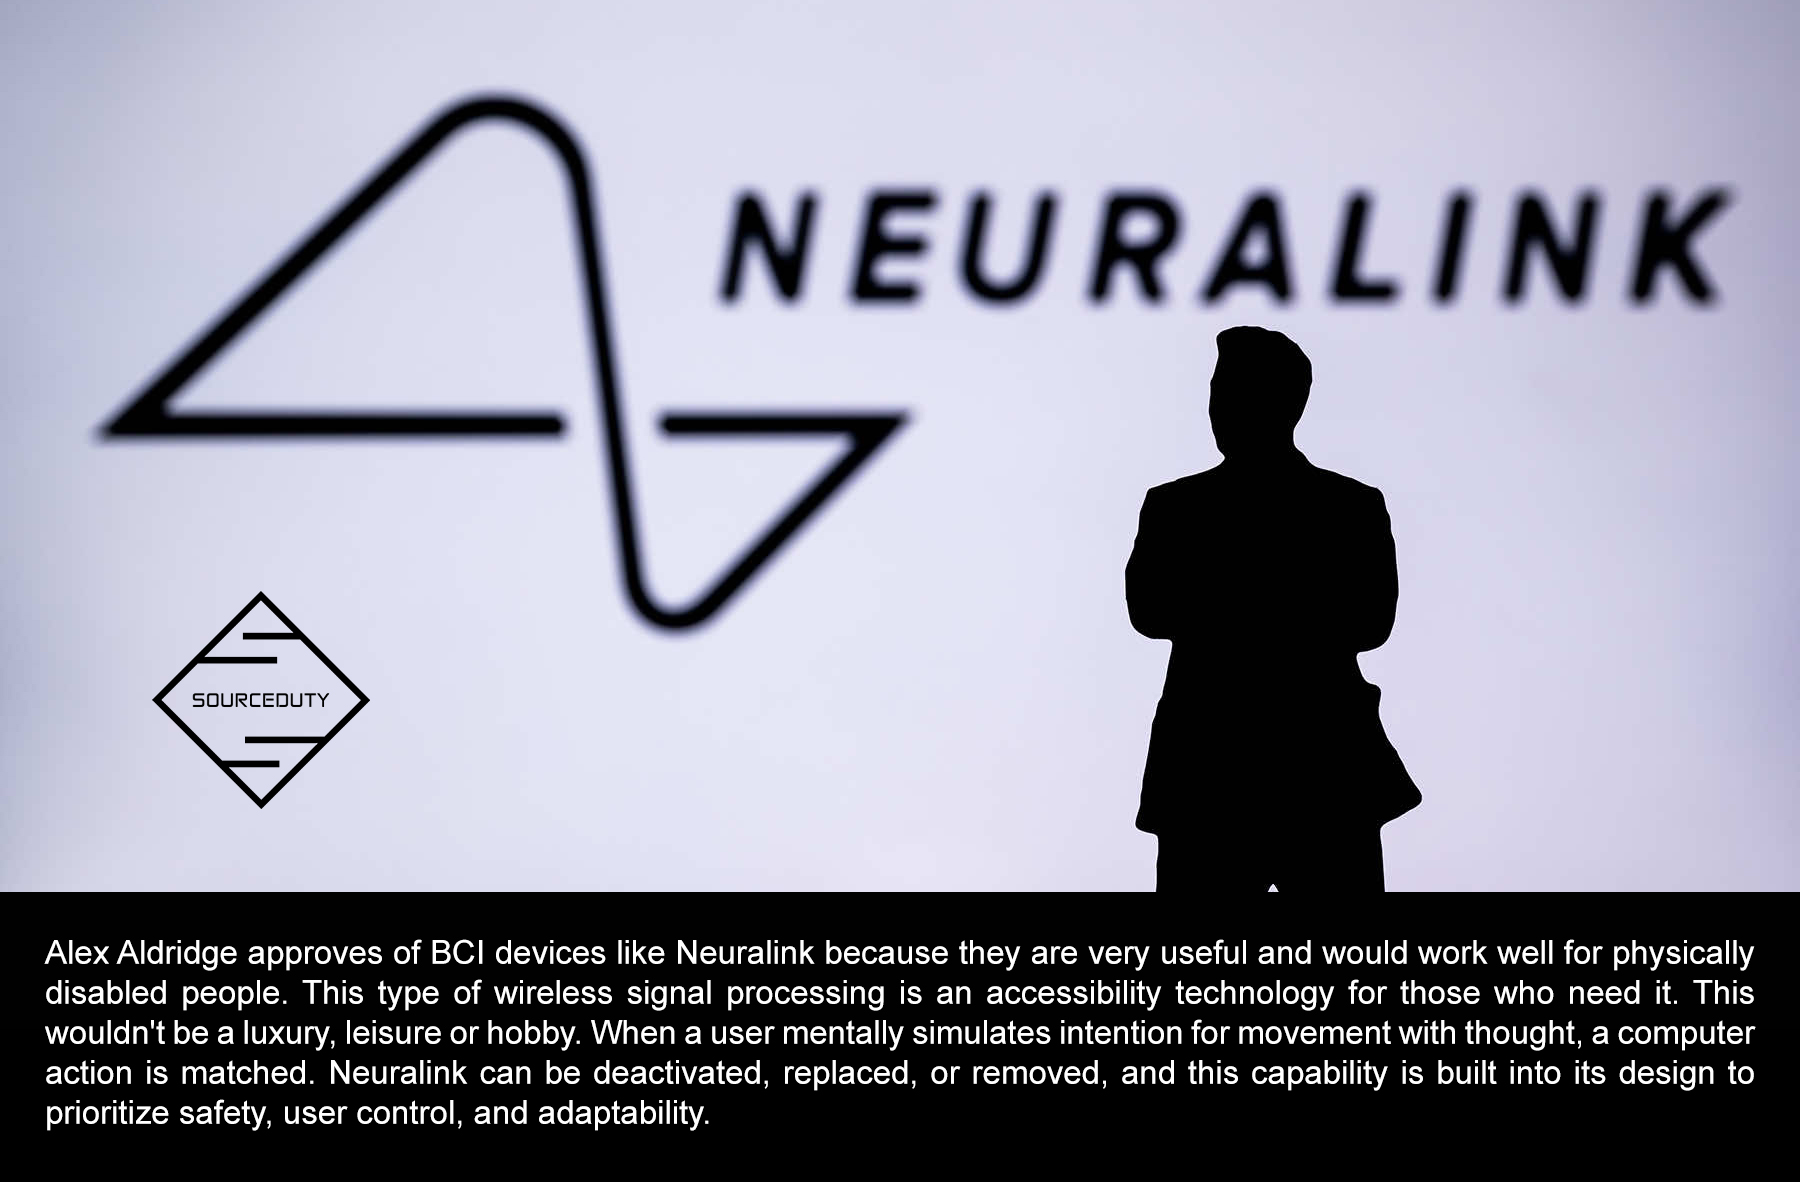 NEURALINK
SOURCEDUTY
Alex Aldridge approves of BCI devices like Neuralink because they are very useful and would work well for physically
disabled people. This type of wireless signal processing is an accessibility technology for those who need it. This
wouldn't be a luxury, leisure or hobby. When a user mentally simulates intention for movement with thought, a computer
action is matched. Neuralink can be deactivated, replaced, or removed, and this capability is built into its design to
prioritize safety, user control, and adaptability.